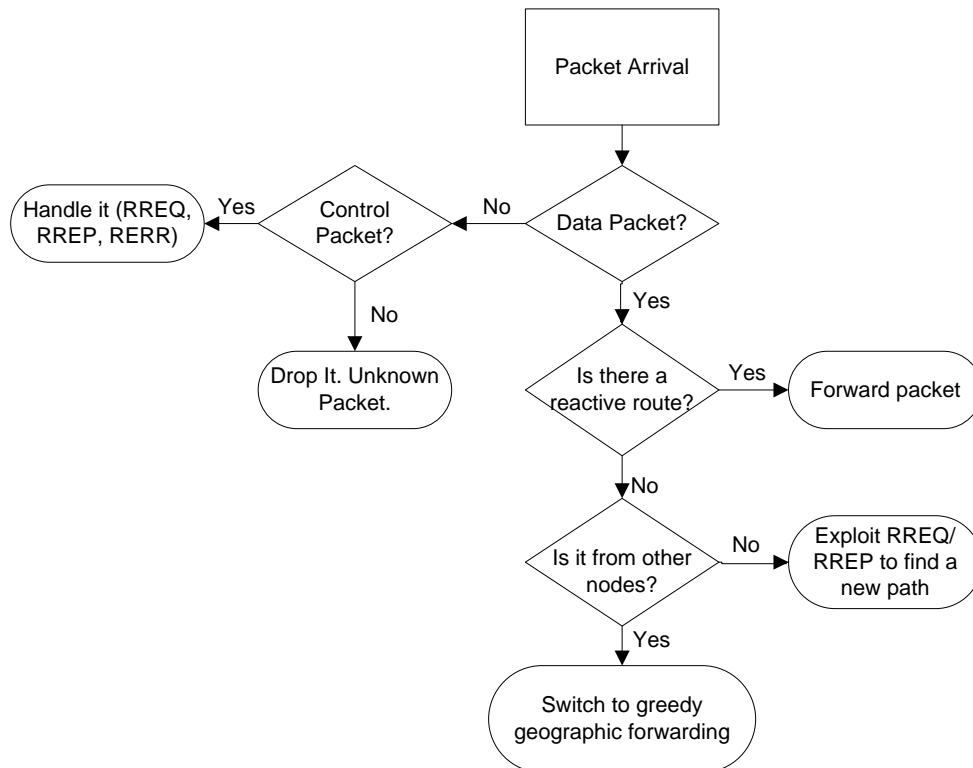 Packet Arrival
Data Packet?
No
Control
Packet?
Yes
Handle it (RREQ,
RREP, RERR)
No
Drop It. Unknown
Packet.
Yes
Is there a
reactive route?
Yes
Forward packet
No
Is it from other
nodes?
No
Exploit RREQ/
RREP to find a
new path
Yes
Switch to greedy
geographic forwarding